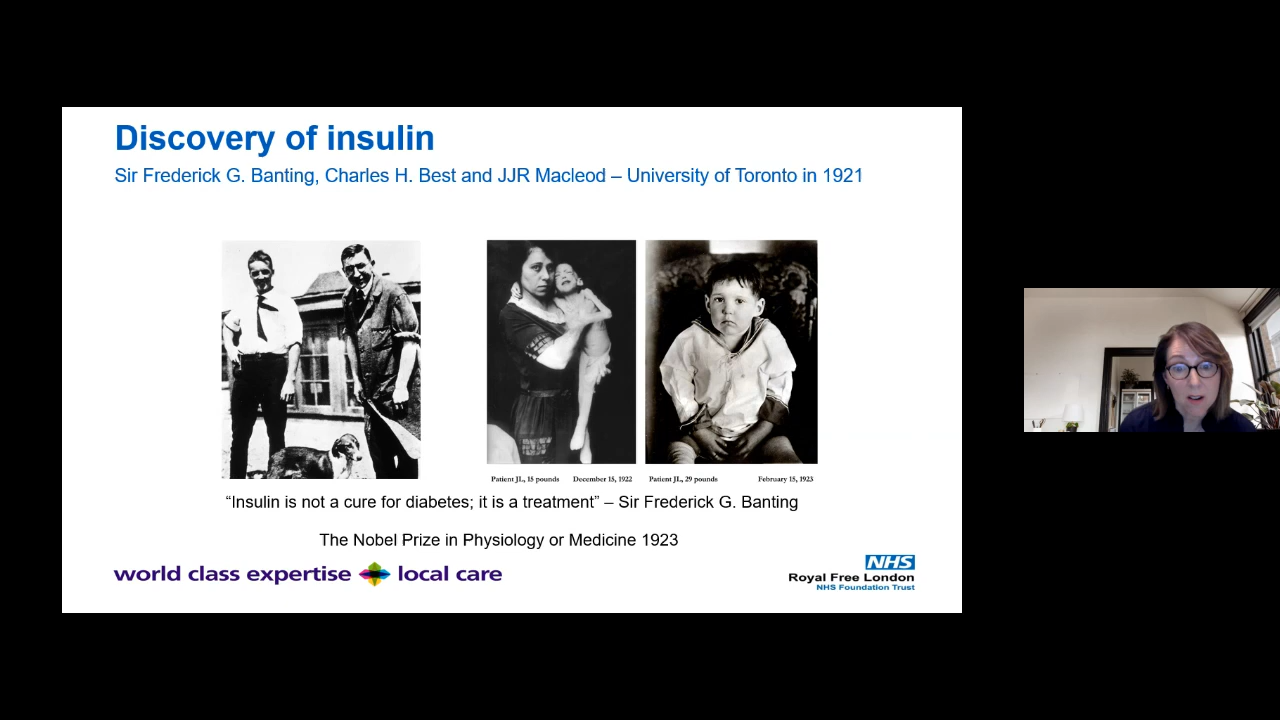 Discovery of insulin
Sir Frederick G. Banting, Charles H. Best and JJR Macleod – University of Toronto in 1921
Patient JL, 15 pounds December 15, 1922
Patient JL, 29 pounds February 15, 1923
“Insulin is not a cure for diabetes; it is a treatment” – Sir Frederick G. Banting
The Nobel Prize in Physiology or Medicine 1923
world class expertise local care
NHS
Royal Free London
NHS Foundation Trust